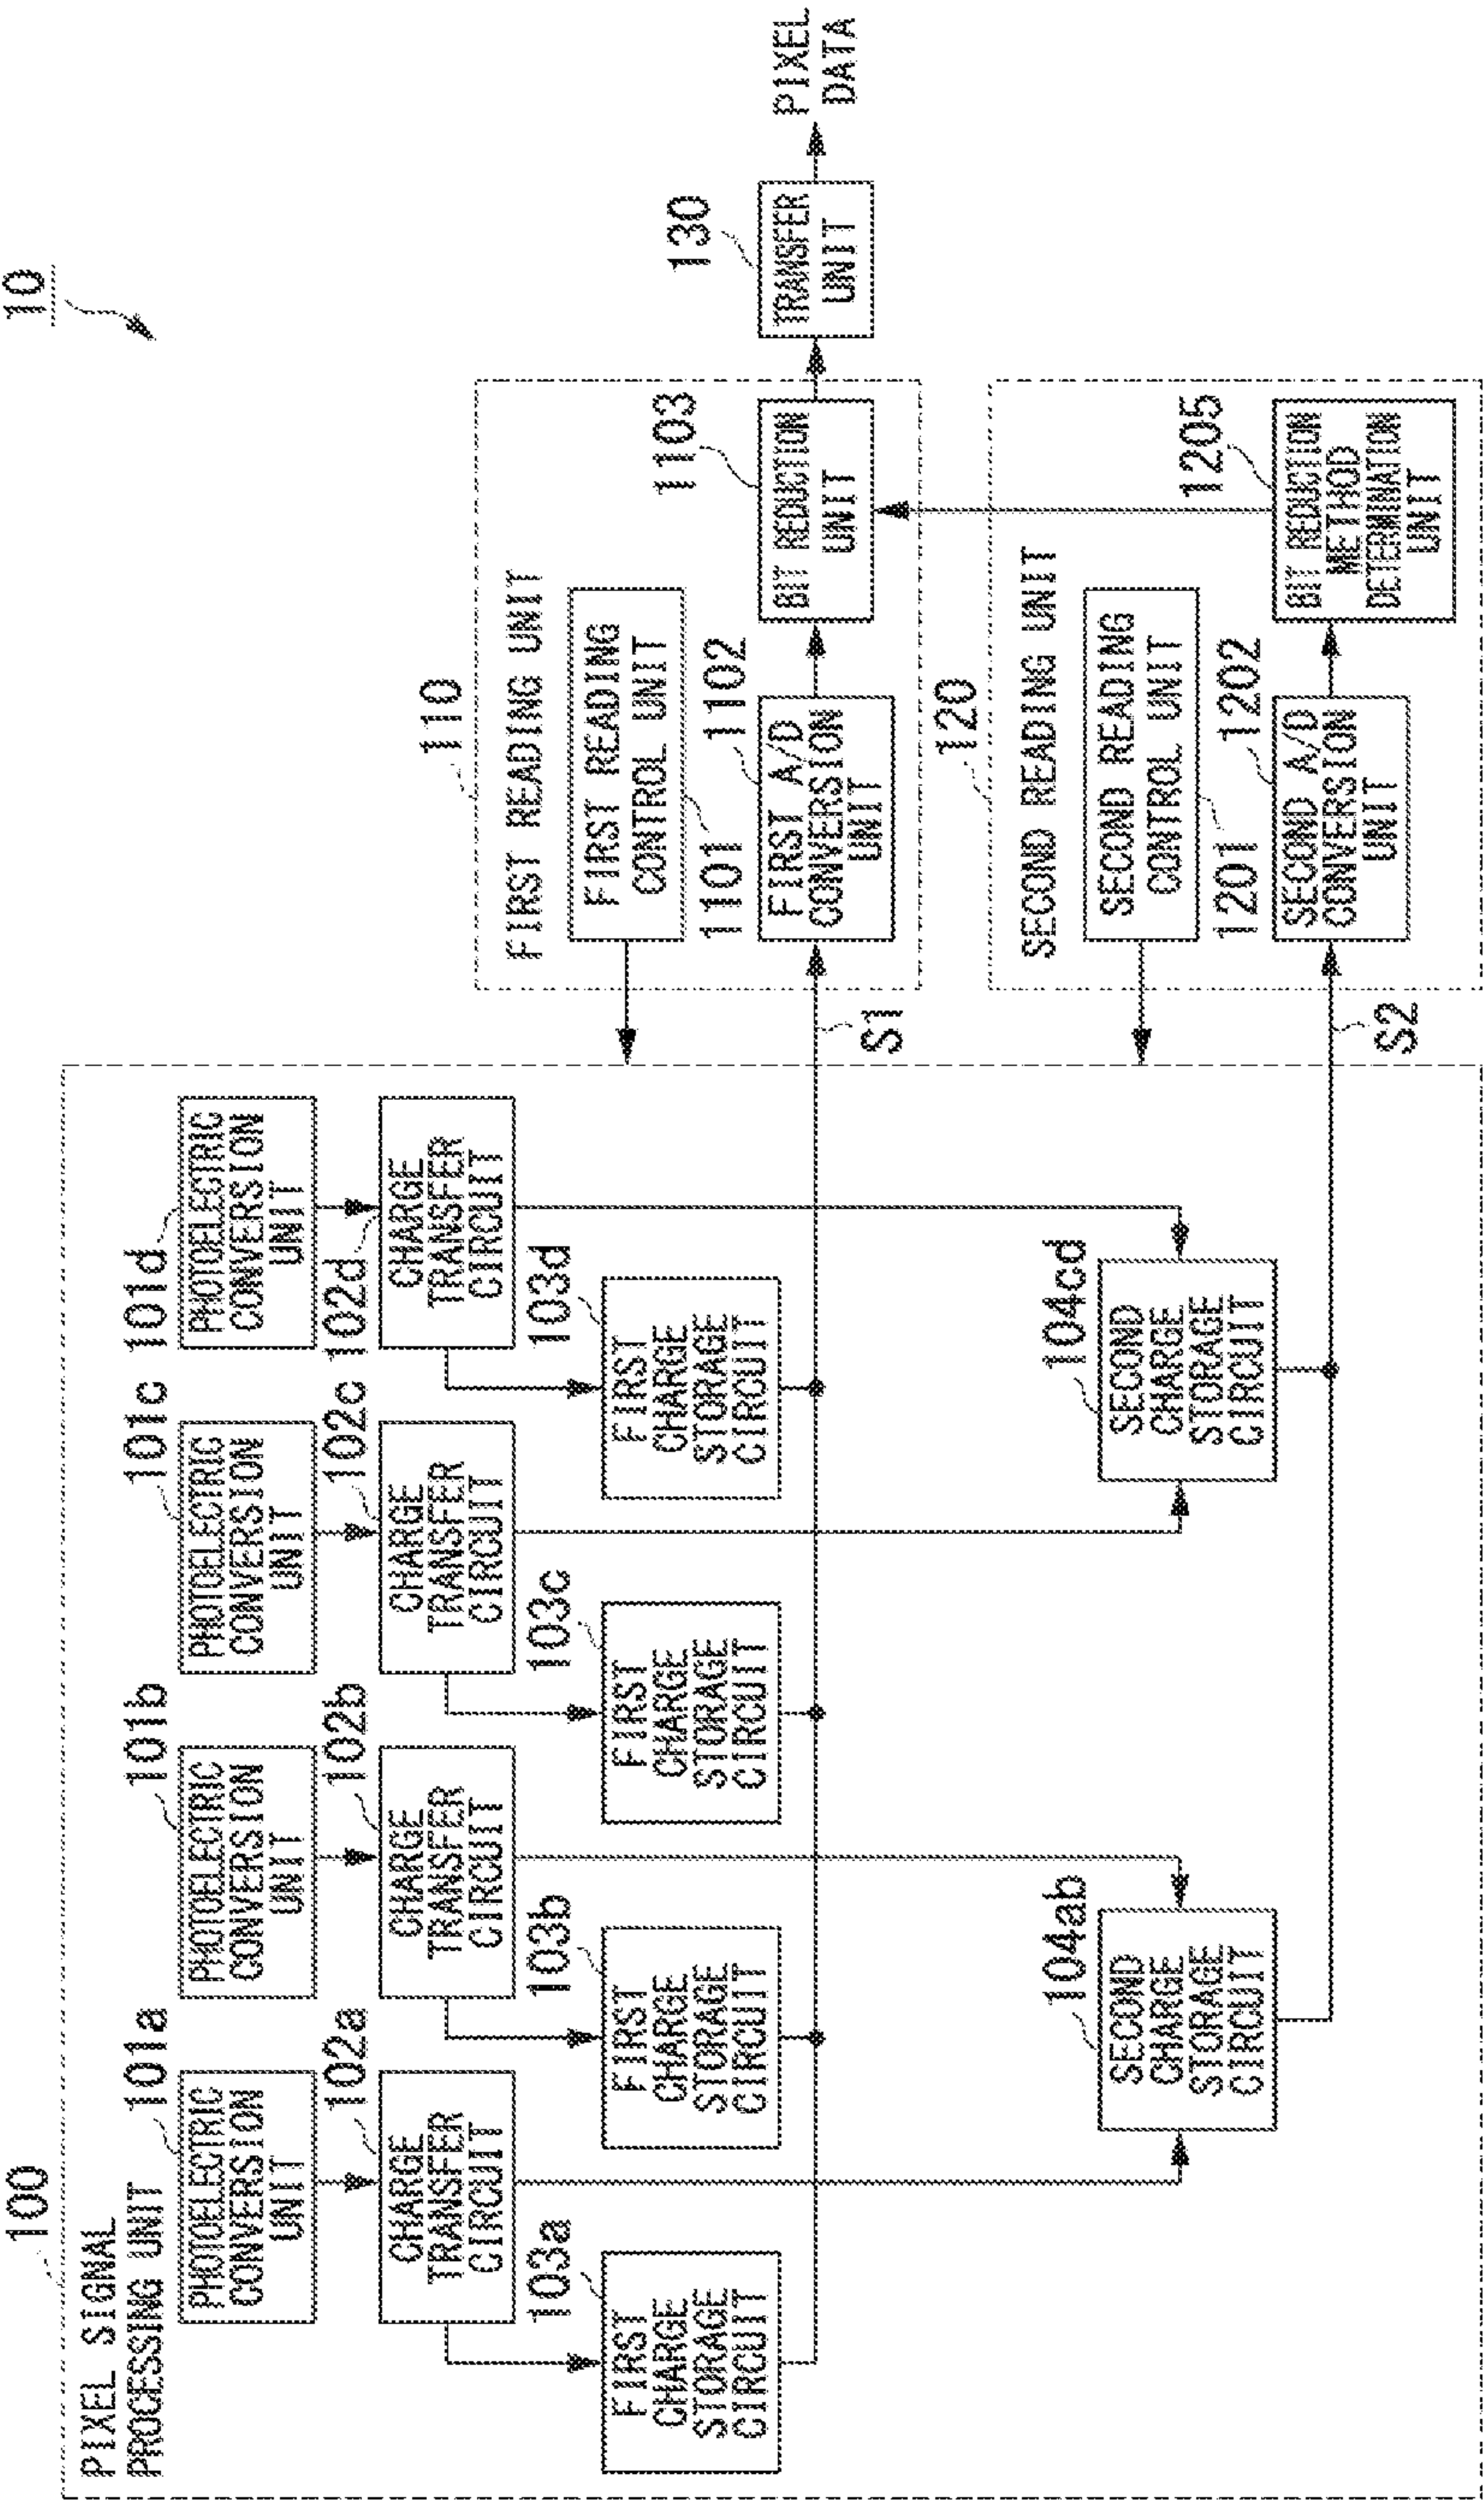 10
100
PIXEL SIGNAL
PROCESSING UNIT
101a
PHOTOELECTRIC
CONVERSION
UNIT
101b
PHOTOELECTRIC
CONVERSION
UNIT
101c
PHOTOELECTRIC
CONVERSION
UNIT
101d
PHOTOELECTRIC
CONVERSION
UNIT
102a
CHARGE
TRANSFER
CIRCUIT
102b
CHARGE
TRANSFER
CIRCUIT
102c
CHARGE
TRANSFER
CIRCUIT
102d
CHARGE
TRANSFER
CIRCUIT
103a
FIRST
CHARGE
STORAGE
CIRCUIT
103b
FIRST
CHARGE
STORAGE
CIRCUIT
103c
FIRST
CHARGE
STORAGE
CIRCUIT
103d
FIRST
CHARGE
STORAGE
CIRCUIT
104ab
SECOND
CHARGE
STORAGE
CIRCUIT
104cd
SECOND
CHARGE
STORAGE
CIRCUIT
S1
S2
110
FIRST READING UNIT
FIRST READING
CONTROL UNIT
1101
1102
FIRST A/D
CONVERSION
UNIT
1103
BIT REDUCTION
UNIT
130
TRANSFER
UNIT
PIXEL
DATA
120
SECOND READING UNIT
SECOND READING
CONTROL UNIT
1201
1202
SECOND A/D
CONVERSION
UNIT
1205
BIT REDUCTION
METHOD
DETERMINATION
UNIT